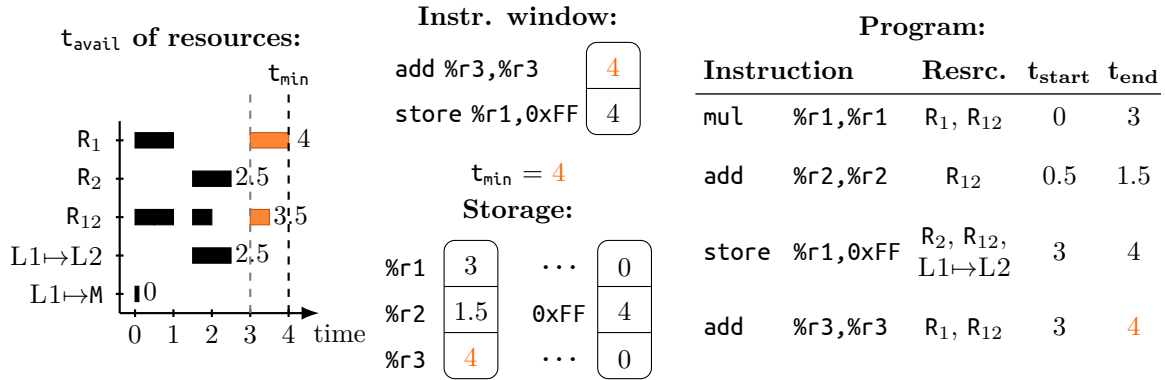 t_avail of resources:
t_min
R₁ 4
R₂ 2.5
R₁₂ 3.5
L1↦L2 2.5
L1↦M 0
0 1 2 3 4 time
Instr. window:
add %r3,%r3 4
store %r1,0xFF 4
t_min = 4
Storage:
%r1 3 ⋯ 0
%r2 1.5 0xFF 4
%r3 4 ⋯ 0
Program:
Instruction Resrc. t_start t_end
mul %r1,%r1 R₁, R₁₂ 0 3
add %r2,%r2 R₁₂ 0.5 1.5
store %r1,0xFF R₂, R₁₂, L1↦L2 3 4
add %r3,%r3 R₁, R₁₂ 3 4